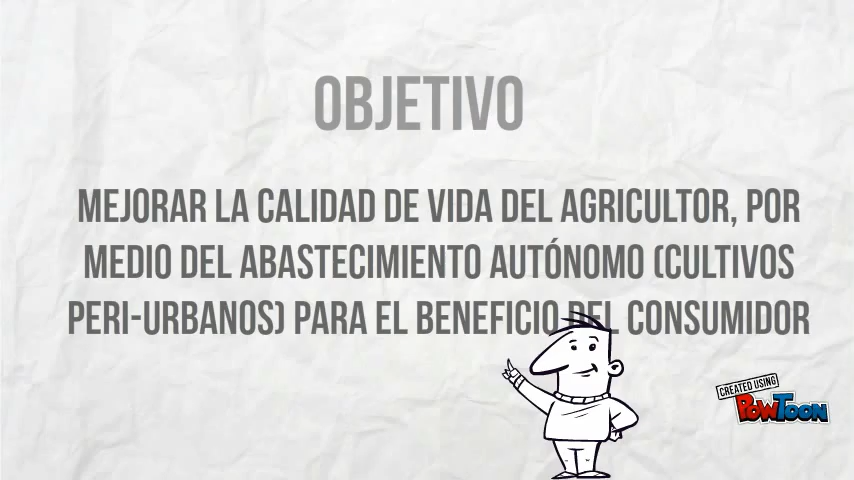 OBJETIVO
MEJORAR LA CALIDAD DE VIDA DEL AGRICULTOR, POR
MEDIO DEL ABASTECIMIENTO AUTÓNOMO (CULTIVOS
PERI-URBANOS) PARA EL BENEFICIO DEL CONSUMIDOR
CREATED USING
POWTOON